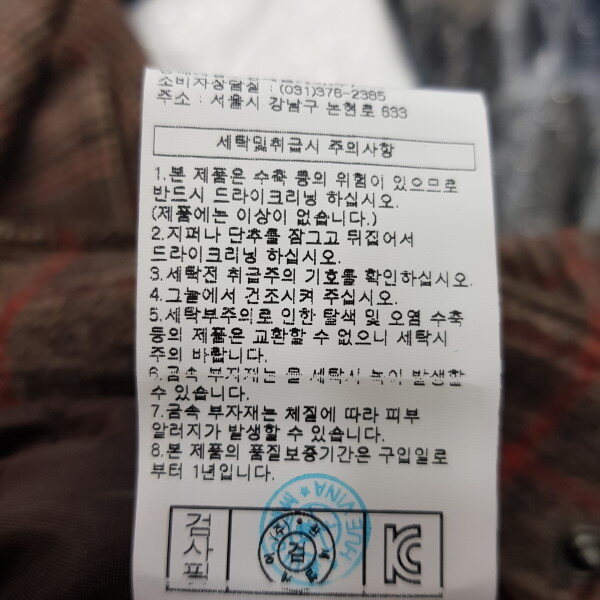 소비자상담실 : (031)376-2385
주소 : 서울시 강남구 논현로 633
세탁및취급시 주의사항
1.본 제품은 수축 등의 위험이 있으므로
반드시 드라이크리닝 하십시오.
(제품에는 이상이 없습니다.)
2.지퍼나 단추를 잠그고 뒤집어서
드라이크리닝 하십시오.
3.세탁전 취급주의 기호를 확인하십시오.
4.그늘에서 건조시켜 주십시오.
5.세탁부주의로 인한 탈색 및 오염 수축
등의 제품은 교환할 수 없으니 세탁시
주의 바랍니다.
6.금속 부자재는 물 세탁시 녹이 발생할
수 있습니다.
7.금속 부자재는 체질에 따라 피부
알러지가 발생할 수 있습니다.
8.본 제품의 품질보증기간은 구입일로
부터 1년입니다.
검사필
검
KC